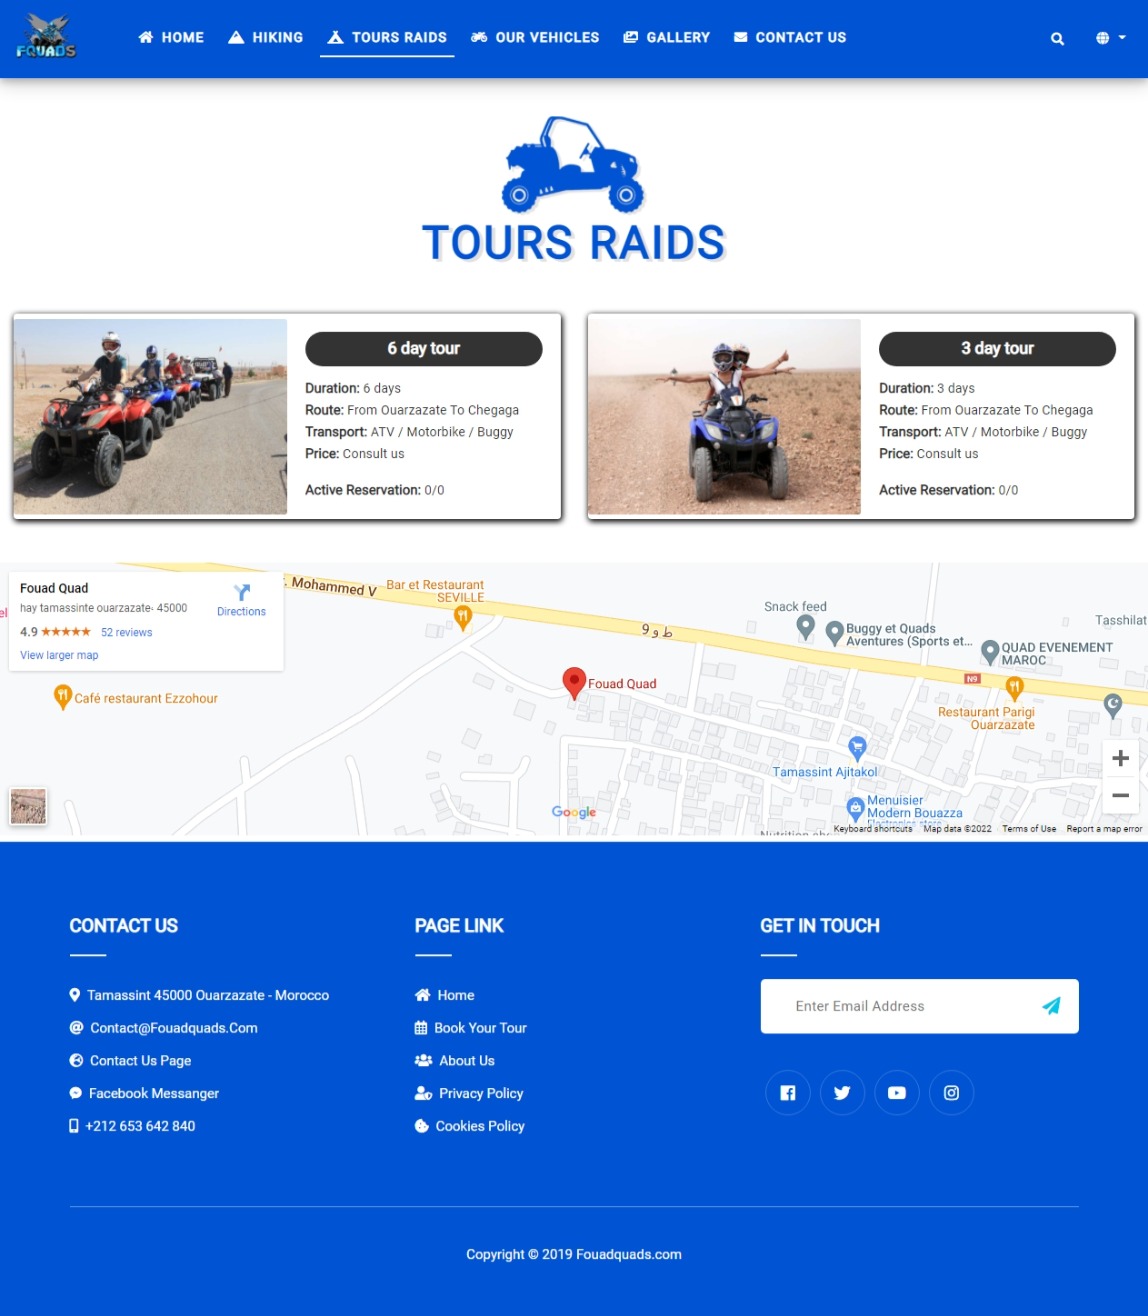 FQUADS
HOME
HIKING
TOURS RAIDS
OUR VEHICLES
GALLERY
CONTACT US
TOURS RAIDS
6 day tour
Duration: 6 days
Route: From Ouarzazate To Chegaga
Transport: ATV / Motorbike / Buggy
Price: Consult us
Active Reservation: 0/0
3 day tour
Duration: 3 days
Route: From Ouarzazate To Chegaga
Transport: ATV / Motorbike / Buggy
Price: Consult us
Active Reservation: 0/0
Fouad Quad
hay tamassinte ouarzazate، 45000
4.9 ★★★★★ 52 reviews
View larger map
Directions
Mohammed V
Bar et Restaurant
SEVILLE
ط و 9
Snack feed
Buggy et Quads
Aventures (Sports et...
Tasshilat
QUAD EVENEMENT
MAROC
N9
Fouad Quad
Café restaurant Ezzohour
Restaurant Parigi
Ouarzazate
Tamassint Ajitakol
Menuisier
Modern Bouazza
Google
Keyboard shortcuts
Map data ©2022
Terms of Use
Report a map error
CONTACT US
Tamassint 45000 Ouarzazate - Morocco
Contact@Fouadquads.Com
Contact Us Page
Facebook Messanger
+212 653 642 840
PAGE LINK
Home
Book Your Tour
About Us
Privacy Policy
Cookies Policy
GET IN TOUCH
Enter Email Address
Copyright © 2019 Fouadquads.com